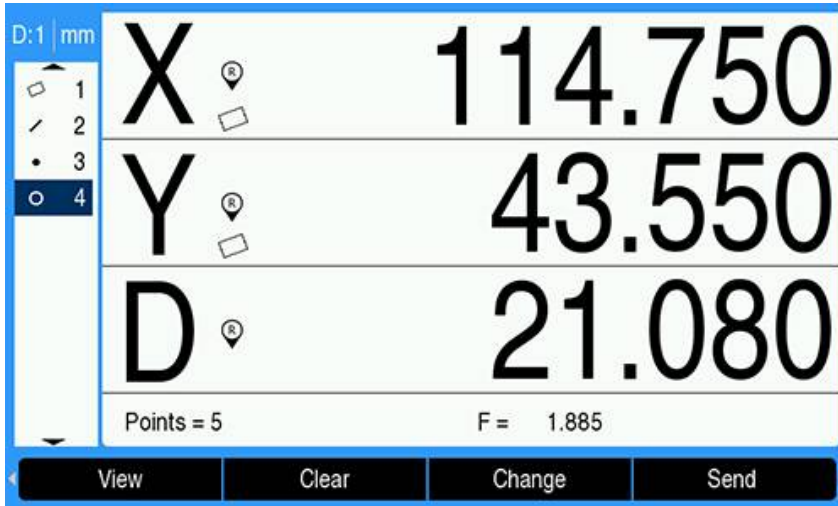 D:1 mm
1
2
3
4
X R 114.750
Y R 43.550
D R 21.080
Points = 5 F = 1.885
View Clear Change Send